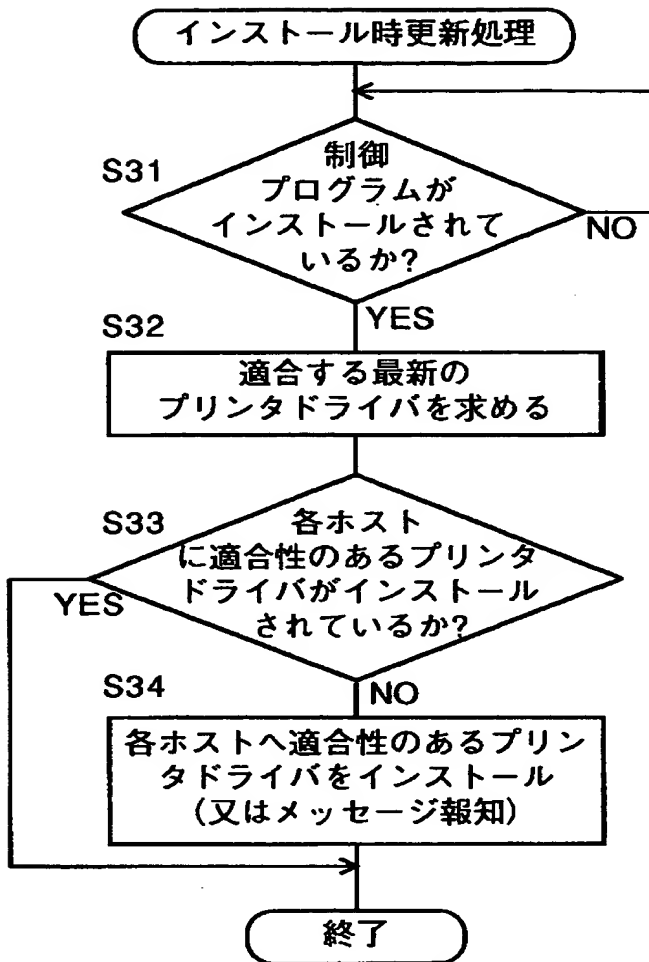 インストール時更新処理
S31
制御
プログラムが
インストールされて
いるか?
NO
YES
S32
適合する最新の
プリンタドライバを求める
S33
各ホスト
に適合性のあるプリンタ
ドライバがインストール
されているか?
YES
NO
S34
各ホストへ適合性のあるプリン
タドライバをインストール
(又はメッセージ報知)
終了